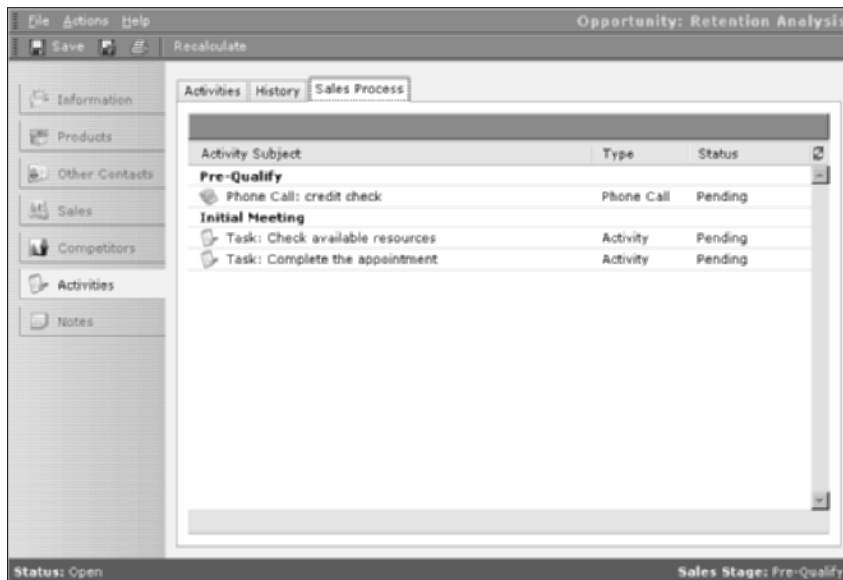 File Actions Help Opportunity: Retention Analysis
Save Recalculate
Information
Products
Other Contacts
Sales
Competitors
Activities
Notes
Activities History Sales Process
Activity Subject Type Status
Pre-Qualify
Phone Call: credit check Phone Call Pending
Initial Meeting
Task: Check available resources Activity Pending
Task: Complete the appointment Activity Pending
Status: Open Sales Stage: Pre-Qualify